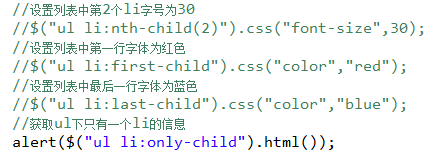 //设置列表中第2个li字号为30
//$("ul li:nth-child(2)").css("font-size",30);
//设置列表中第一行字体为红色
//$("ul li:first-child").css("color","red");
//设置列表中最后一行字体为蓝色
//$("ul li:last-child").css("color","blue");
//获取ul下只有一个li的信息
alert($("ul li:only-child").html());